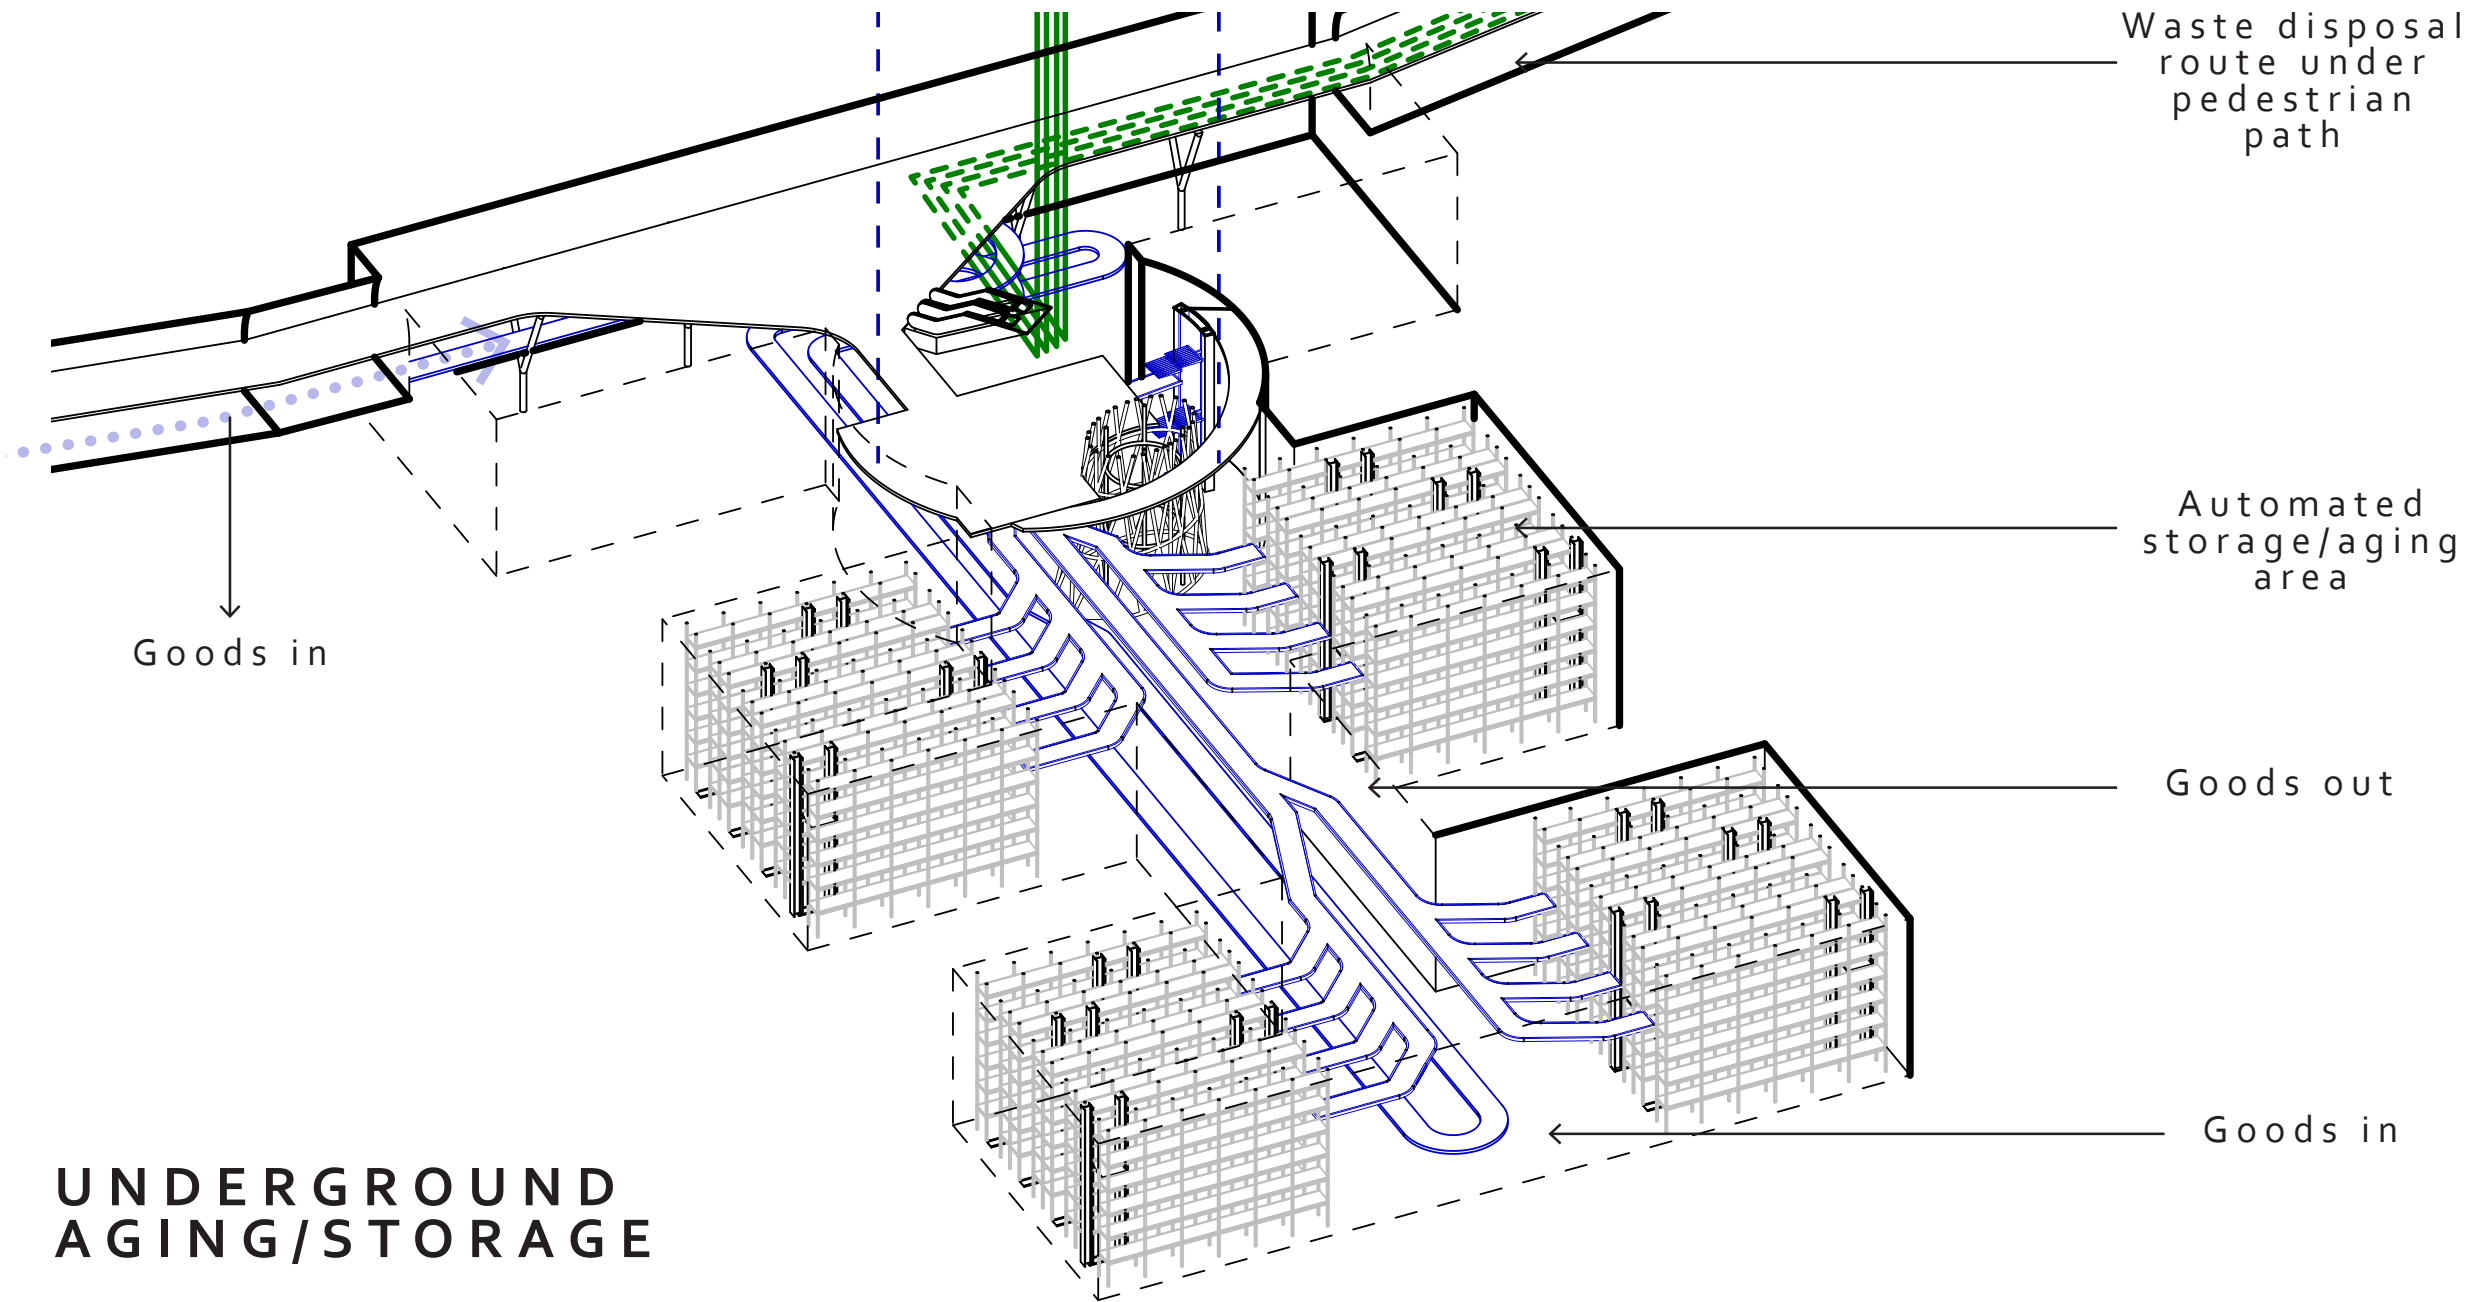 Waste disposal
route under
pedestrian
path
Automated
storage/aging
area
Goods in
Goods out
Goods in
UNDERGROUND
AGING/STORAGE